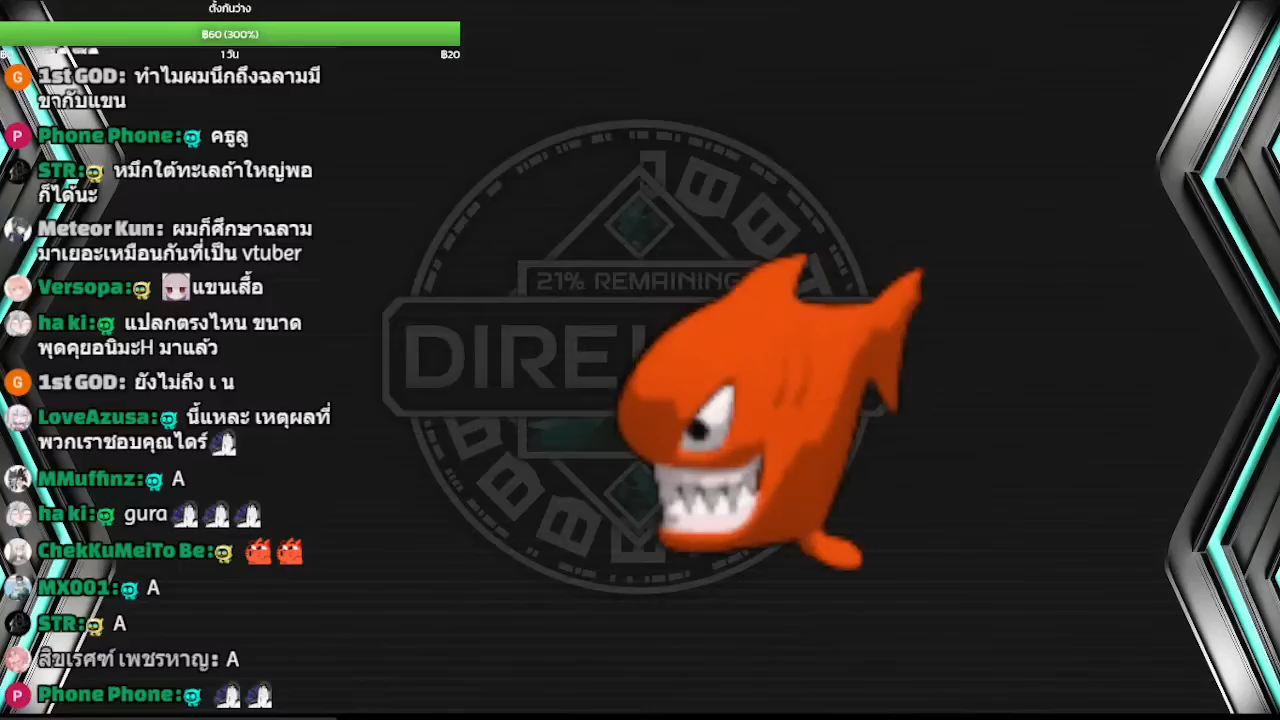 ตั้งกันว่าง
฿60 (300%)
1 วัน
฿20
1st GOD: ทำไมผมนึกถึงฉลามมี
ขากับแขน
Phone Phone: คธูลู
STR: หมึกใต้ทะเลถ้าใหญ่พอ
ก็ได้นะ
Meteor Kun: ผมก็ศึกษาฉลาม
มาเยอะเหมือนกันที่เป็น vtuber
Versopa: แขนเสื้อ
ha ki: แปลกตรงไหน ขนาด
พุดคุยอนิมะH มาแล้ว
1st GOD: ยังไม่ถึง เ น
LoveAzusa: นี้แหละ เหตุผลที่
พวกเราชอบคุณไดร์
MMuffinz: A
ha ki: gura
ChekKuMeiTo Be:
MX001: A
STR: A
สิขเรศฑ์ เพชรหาญ: A
Phone Phone:
21% REMAINING
DIRE